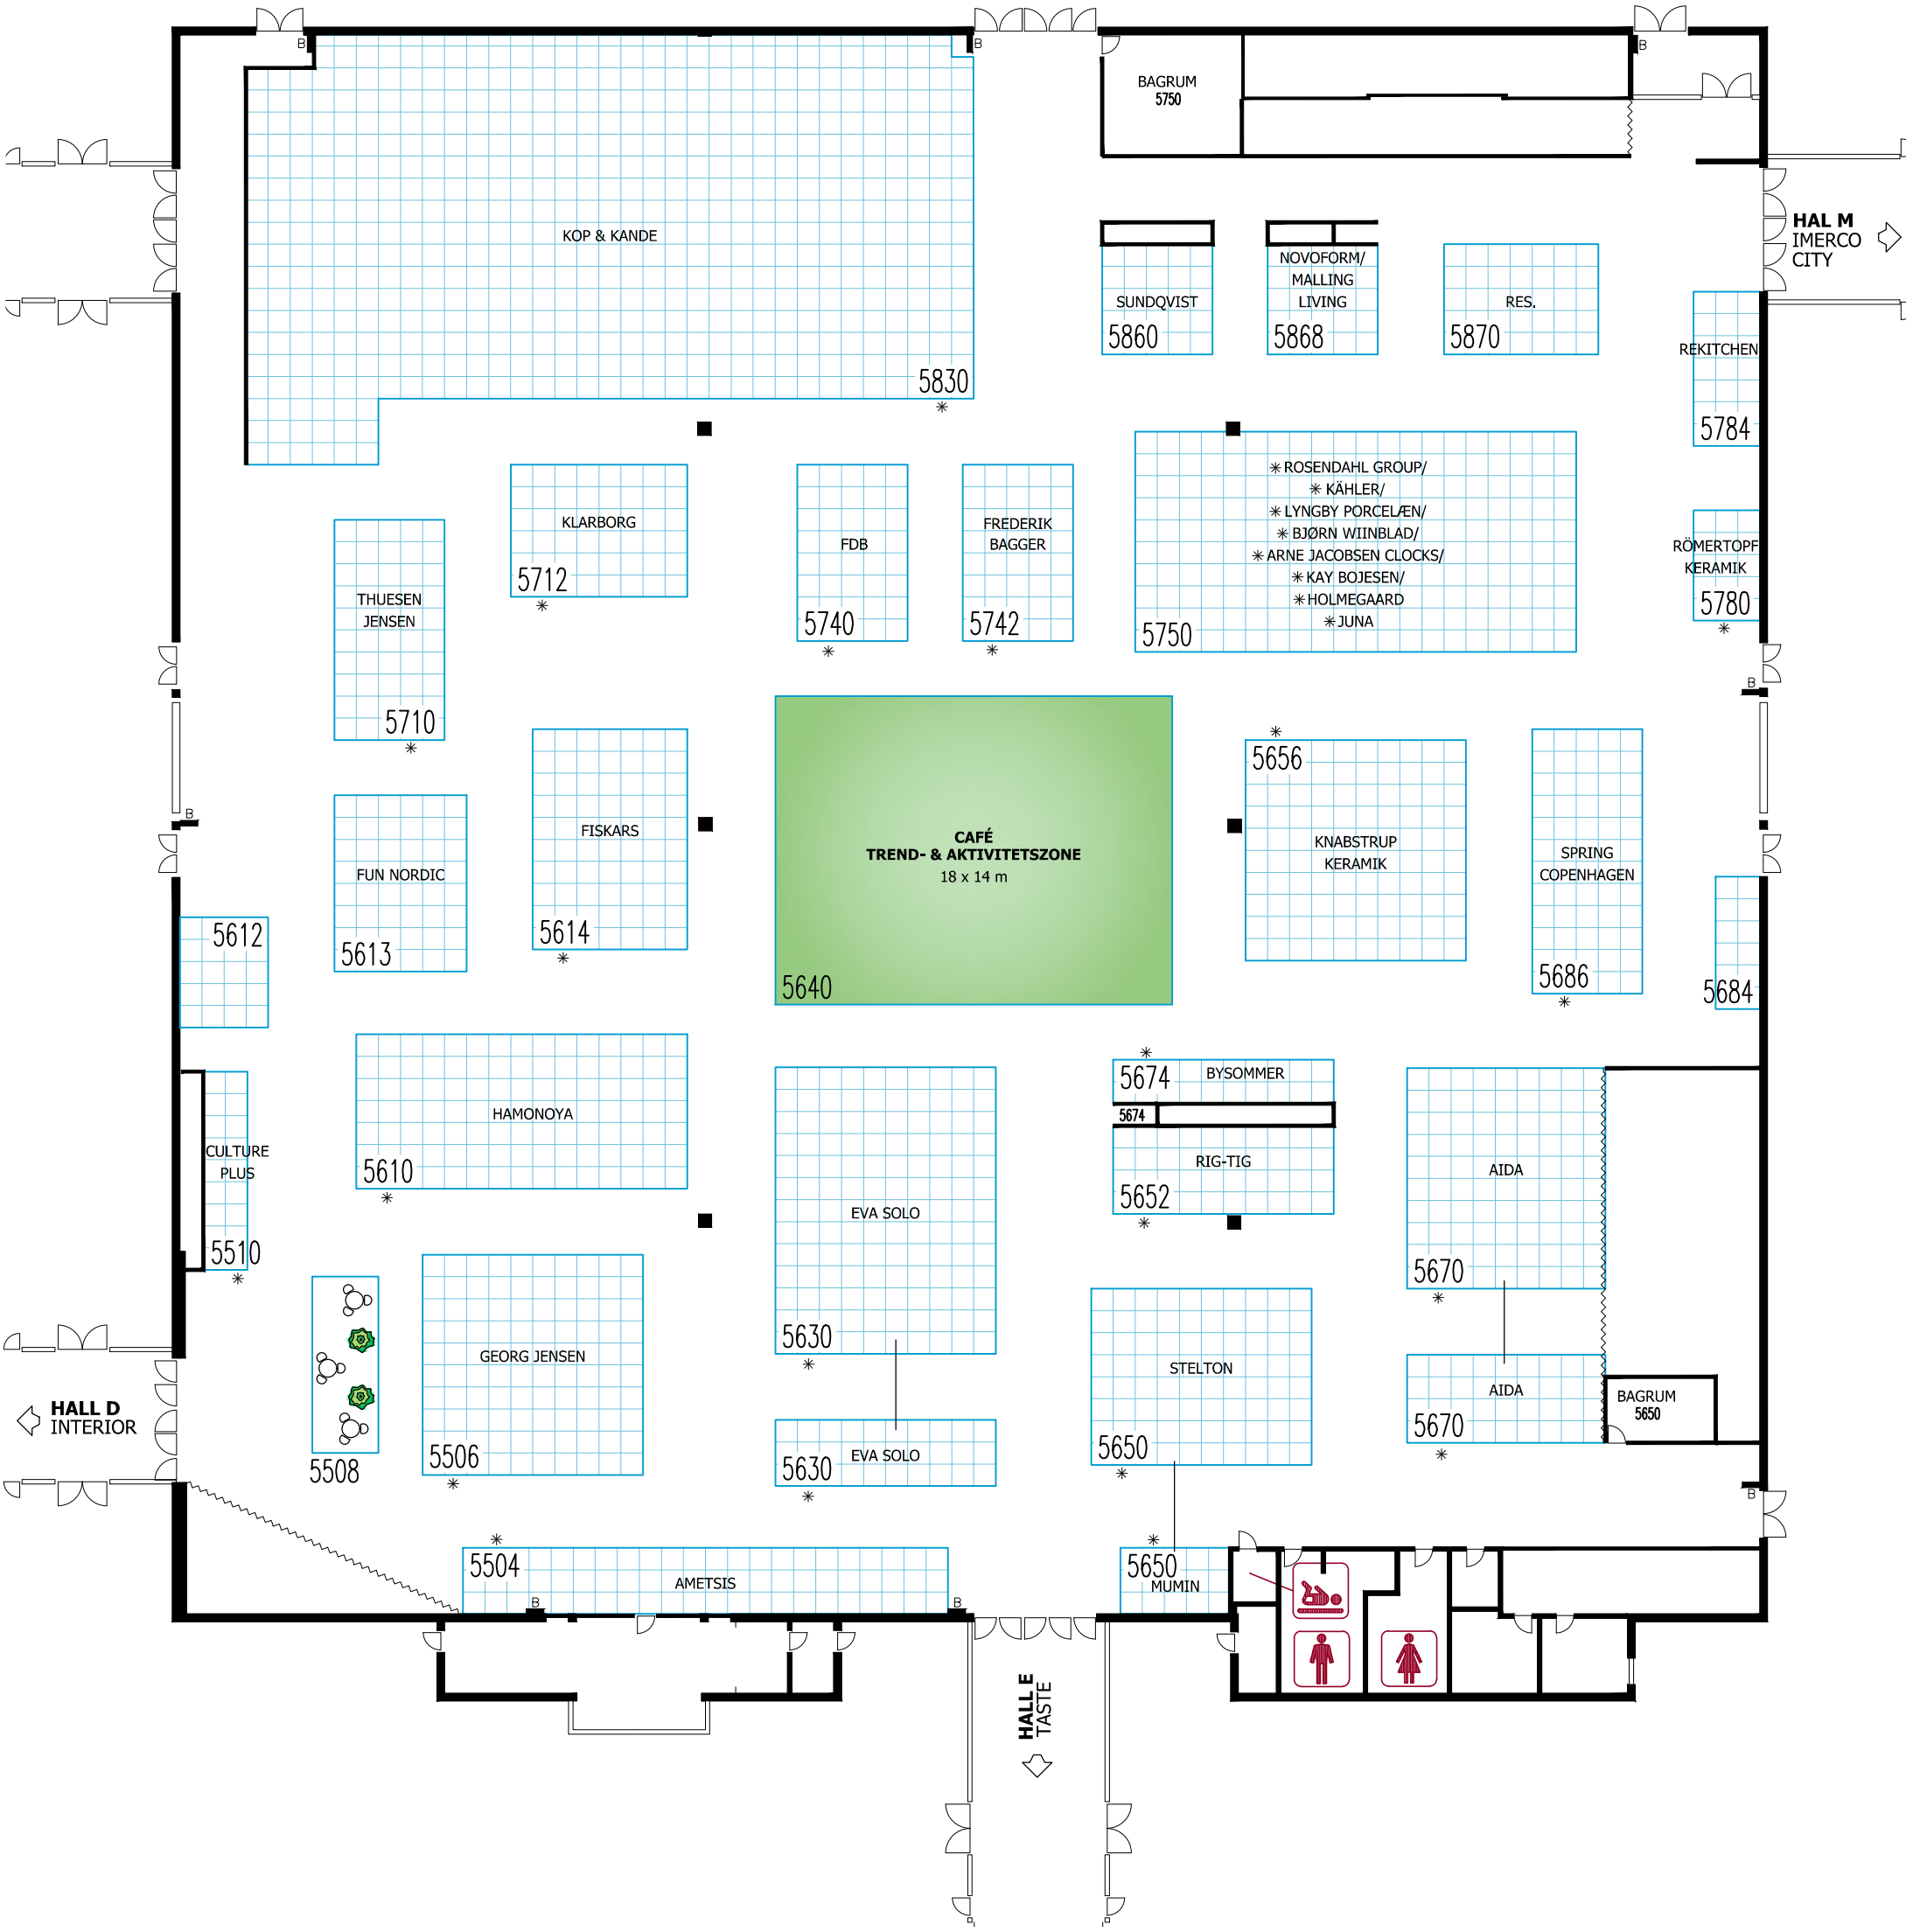 B
B
B
BAGRUM
5750
KOP & KANDE
5830
✳
HAL M
IMERCO
CITY
SUNDQVIST
5860
NOVOFORM/
MALLING
LIVING
5868
RES.
5870
REKITCHEN
5784
KLARBORG
5712
✳
FDB
5740
✳
FREDERIK
BAGGER
5742
✳
✳ ROSENDAHL GROUP/
✳ KÄHLER/
✳ LYNGBY PORCELÆN/
✳ BJØRN WIINBLAD/
✳ ARNE JACOBSEN CLOCKS/
✳ KAY BOJESEN/
✳ HOLMEGAARD
✳ JUNA
5750
RÖMERTOPF
KERAMIK
5780
✳
THUESEN
JENSEN
5710
✳
B
B
FUN NORDIC
5613
FISKARS
5614
✳
CAFÉ
TREND- & AKTIVITETSZONE
18 x 14 m
5640
✳
5656
KNABSTRUP
KERAMIK
SPRING
COPENHAGEN
5686
✳
5612
5684
HAMONOYA
5610
✳
CULTURE
PLUS
5510
✳
EVA SOLO
5630
✳
✳
5674
BYSOMMER
5674
RIG-TIG
5652
✳
AIDA
5670
✳
5508
GEORG JENSEN
5506
✳
EVA SOLO
5630
✳
STELTON
5650
✳
AIDA
5670
✳
BAGRUM
5650
HALL D
INTERIOR
B
✳
5504
AMETSIS
B
B
✳
5650
MUMIN
HALL E
TASTE